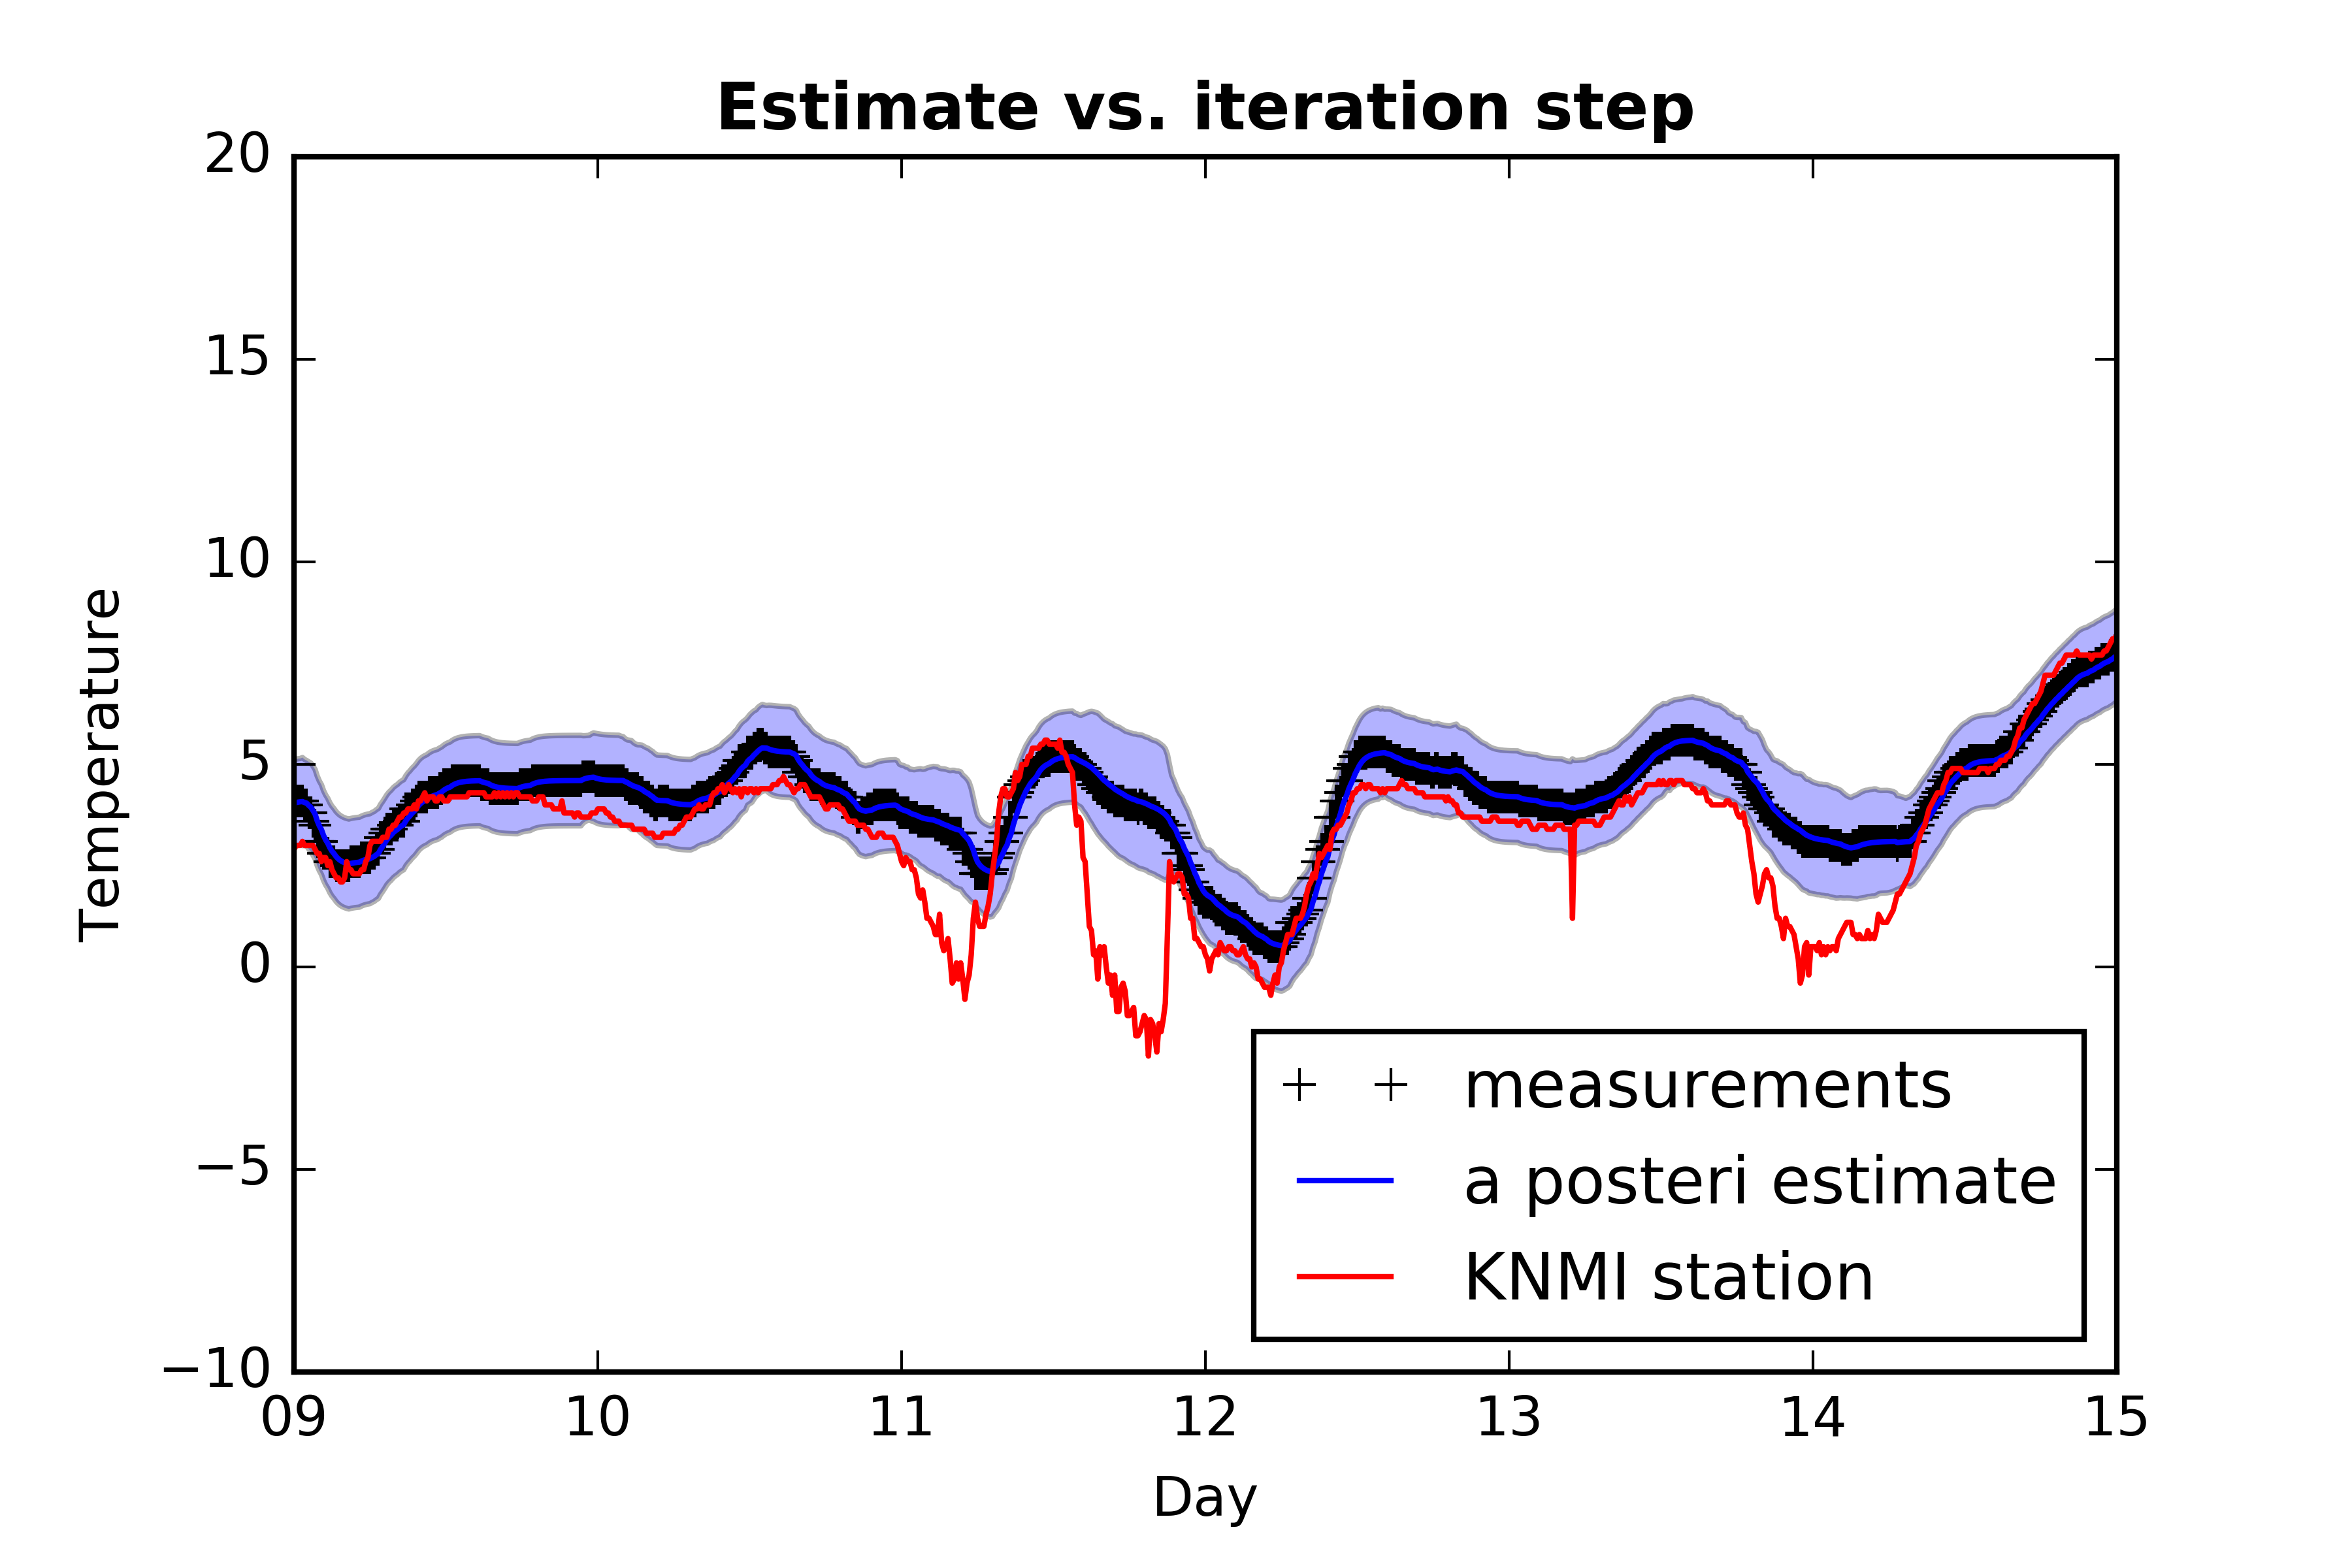 Estimate vs. iteration step
20
15
10
5
0
−5
−10
Temperature
measurements
a posteri estimate
KNMI station
09 10 11 12 13 14 15
Day